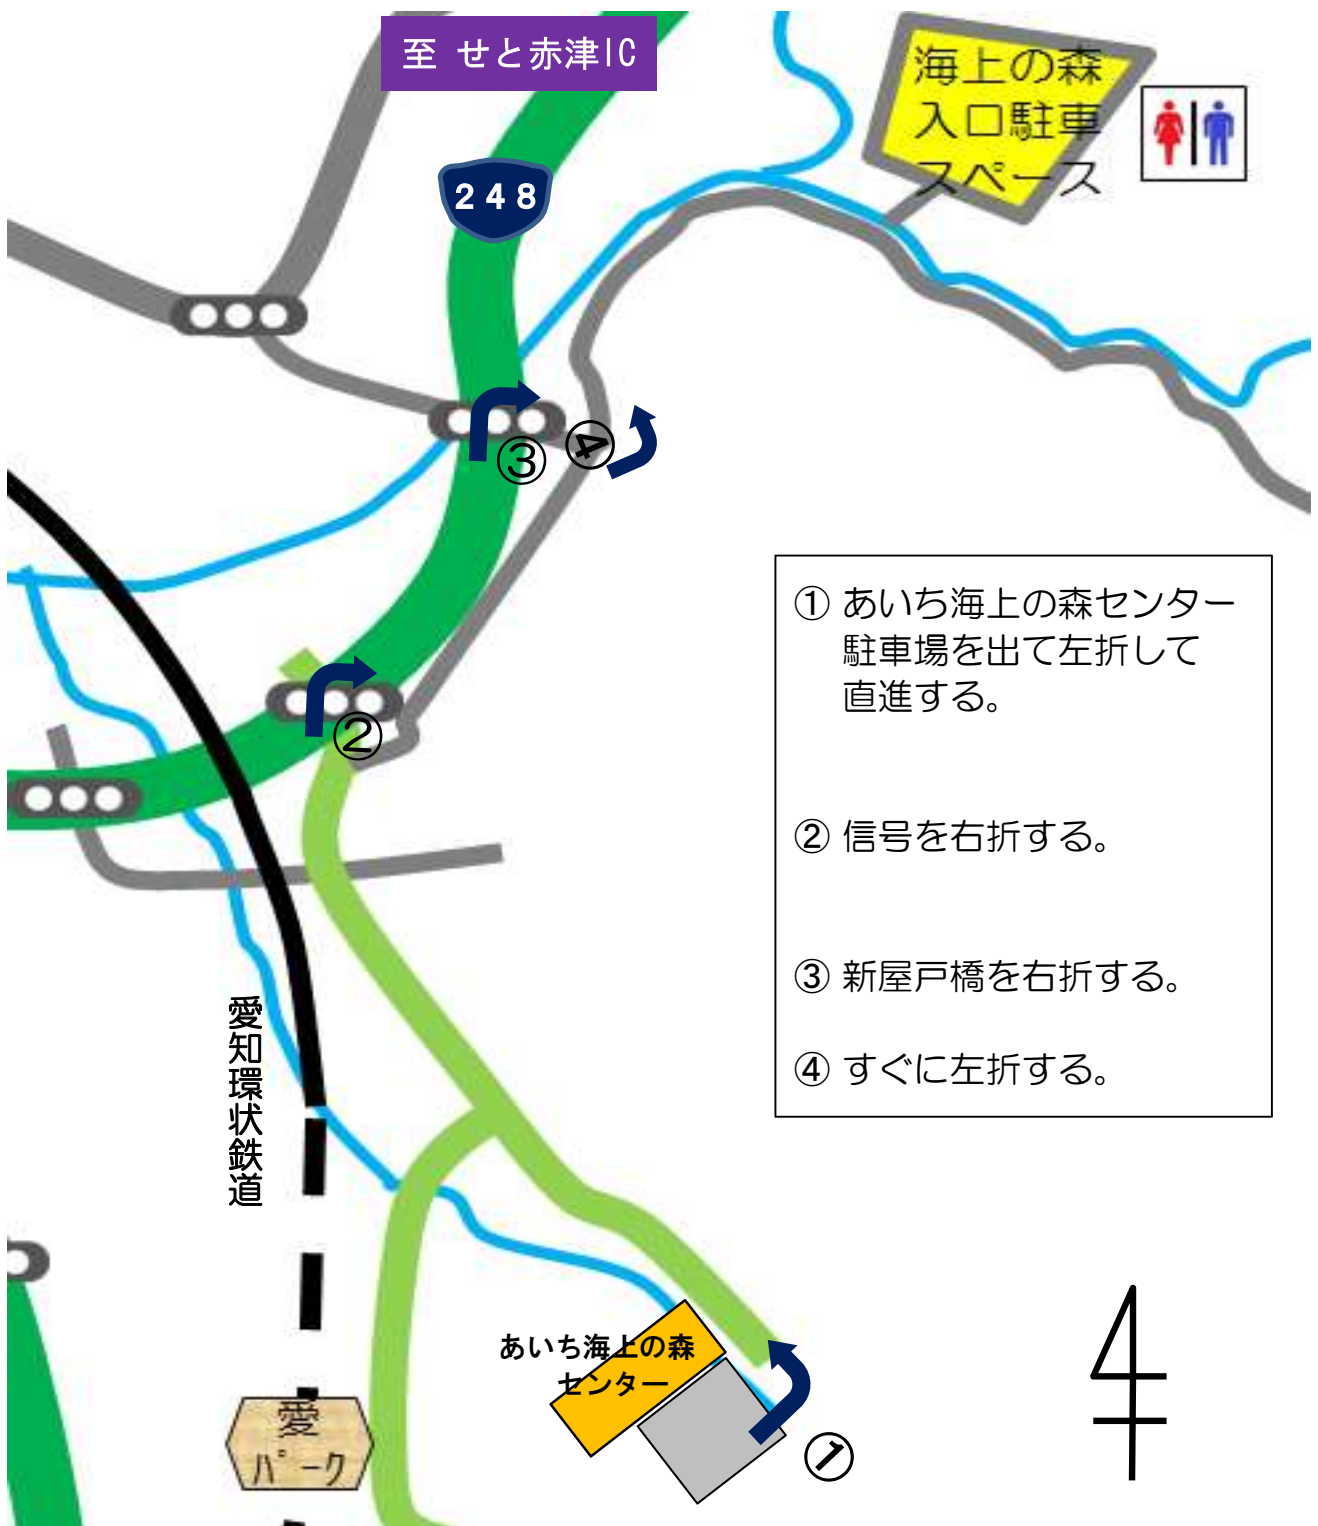 至 せと赤津IC
海上の森
入口駐車
スペース
248
④
③
②
① あいち海上の森センター
駐車場を出て左折して
直進する。
② 信号を右折する。
③ 新屋戸橋を右折する。
④ すぐに左折する。
愛知環状鉄道
あいち海上の森
センター
愛
パーク
①